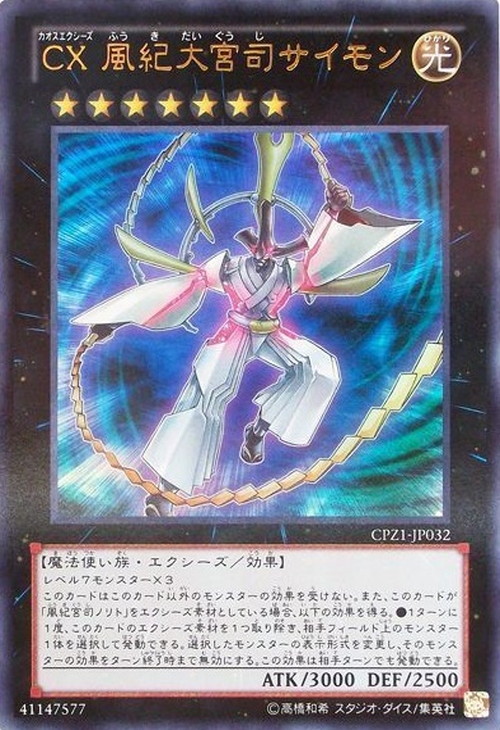 カオスエクシーズ ふうき だいぐうじ
CX 風紀大宮司サイモン
ひかり
光
CPZ1-JP032
【魔法使い族・エクシーズ/効果】
レベル7モンスター×3
このカードはこのカード以外のモンスターの効果を受けない。また、このカードが
「風紀宮司ノリト」をエクシーズ素材としている場合、以下の効果を得る。●1ターンに
1度、このカードのエクシーズ素材を1つ取り除き、相手フィールド上のモンスター
1体を選択して発動できる。選択したモンスターの表示形式を変更し、そのモンス
ターの効果をターン終了時まで無効にする。この効果は相手ターンでも発動できる。
ATK/3000 DEF/2500
41147577 ©高橋和希 スタジオ・ダイス/集英社